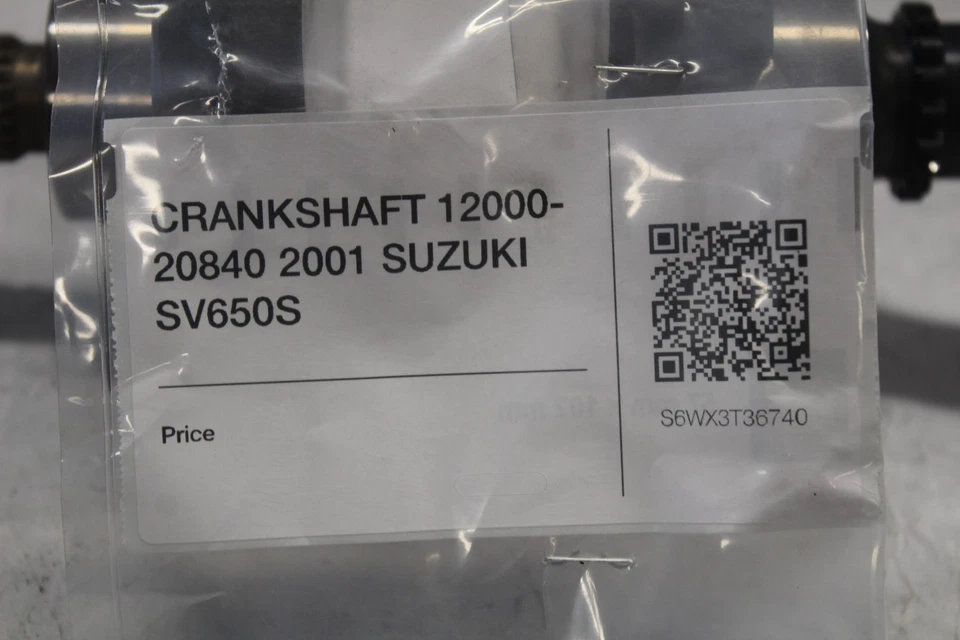 CRANKSHAFT 12000-
20840 2001 SUZUKI
SV650S
Price
S6WX3T36740